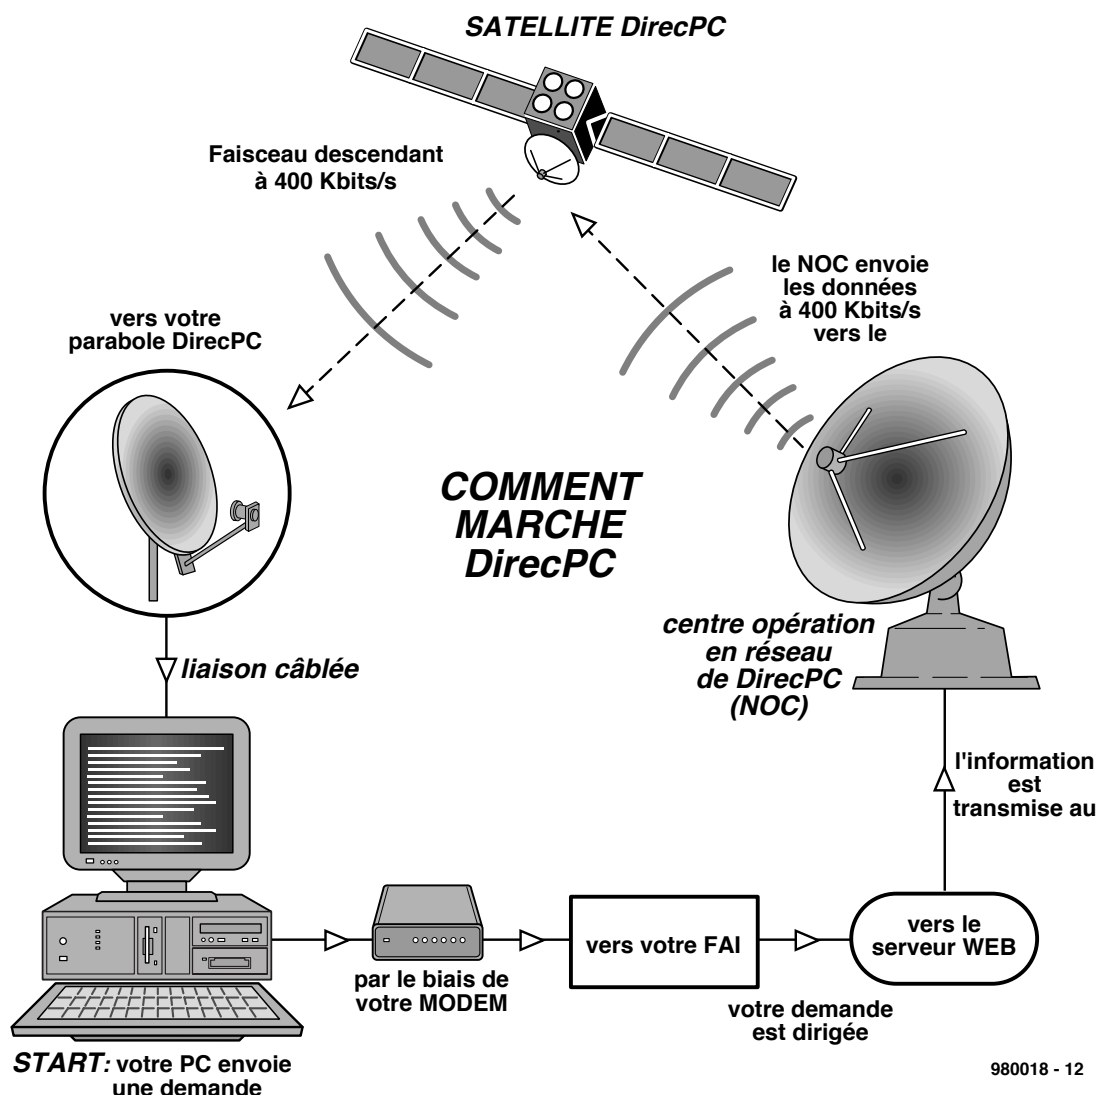 SATELLITE DirecPC
Faisceau descendant
à 400 Kbits/s
le NOC envoie
les données
à 400 Kbits/s
vers le
vers votre
parabole DirecPC
COMMENT
MARCHE
DirecPC
centre opération
en réseau
de DirecPC
(NOC)
liaison câblée
l'information
est
transmise au
vers le
serveur WEB
vers votre FAI
par le biais de
votre MODEM
votre demande
est dirigée
START: votre PC envoie
une demande
980018 - 12